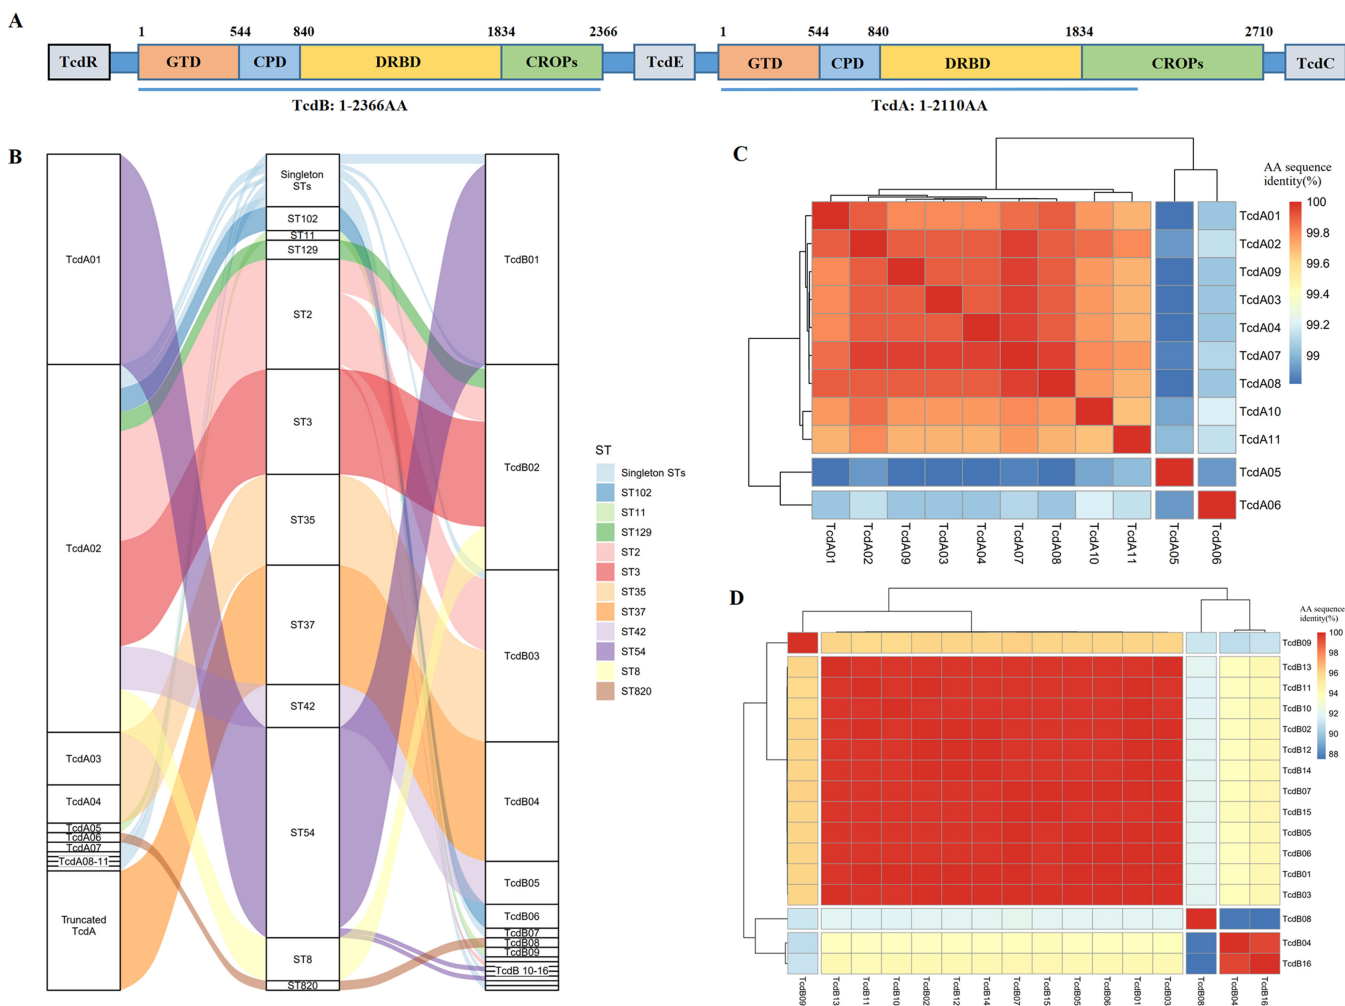 A
1 544 840 1834 2366 1 544 840 1834 2710
TcdR GTD CPD DRBD CROPs TcdE GTD CPD DRBD CROPs TcdC
TcdB: 1-2366AA TcdA: 1-2110AA
B
TcdA01
TcdA02
TcdA03
TcdA04
TcdA05
TcdA06
TcdA07
TcdA08-11
Truncated
TcdA
Singleton
STs
ST102
ST11
ST129
ST2
ST3
ST35
ST37
ST42
ST54
ST8
ST820
TcdB01
TcdB02
TcdB03
TcdB04
TcdB05
TcdB06
TcdB07
TcdB08
TcdB09
TcdB 10-16
ST
Singleton STs
ST102
ST11
ST129
ST2
ST3
ST35
ST37
ST42
ST54
ST8
ST820
C
AA sequence
identity(%)
100
99.8
99.6
99.4
99.2
99
TcdA01
TcdA02
TcdA09
TcdA03
TcdA04
TcdA07
TcdA08
TcdA10
TcdA11
TcdA05
TcdA06
TcdA01 TcdA02 TcdA09 TcdA03 TcdA04 TcdA07 TcdA08 TcdA10 TcdA11 TcdA05 TcdA06
D
AA sequence
identity(%)
100
98
96
94
92
90
88
TcdB09
TcdB13
TcdB11
TcdB10
TcdB02
TcdB12
TcdB14
TcdB07
TcdB15
TcdB05
TcdB06
TcdB01
TcdB03
TcdB08
TcdB04
TcdB16
TcdB09 TcdB13 TcdB11 TcdB10 TcdB02 TcdB12 TcdB14 TcdB07 TcdB15 TcdB05 TcdB06 TcdB01 TcdB03 TcdB08 TcdB04 TcdB16